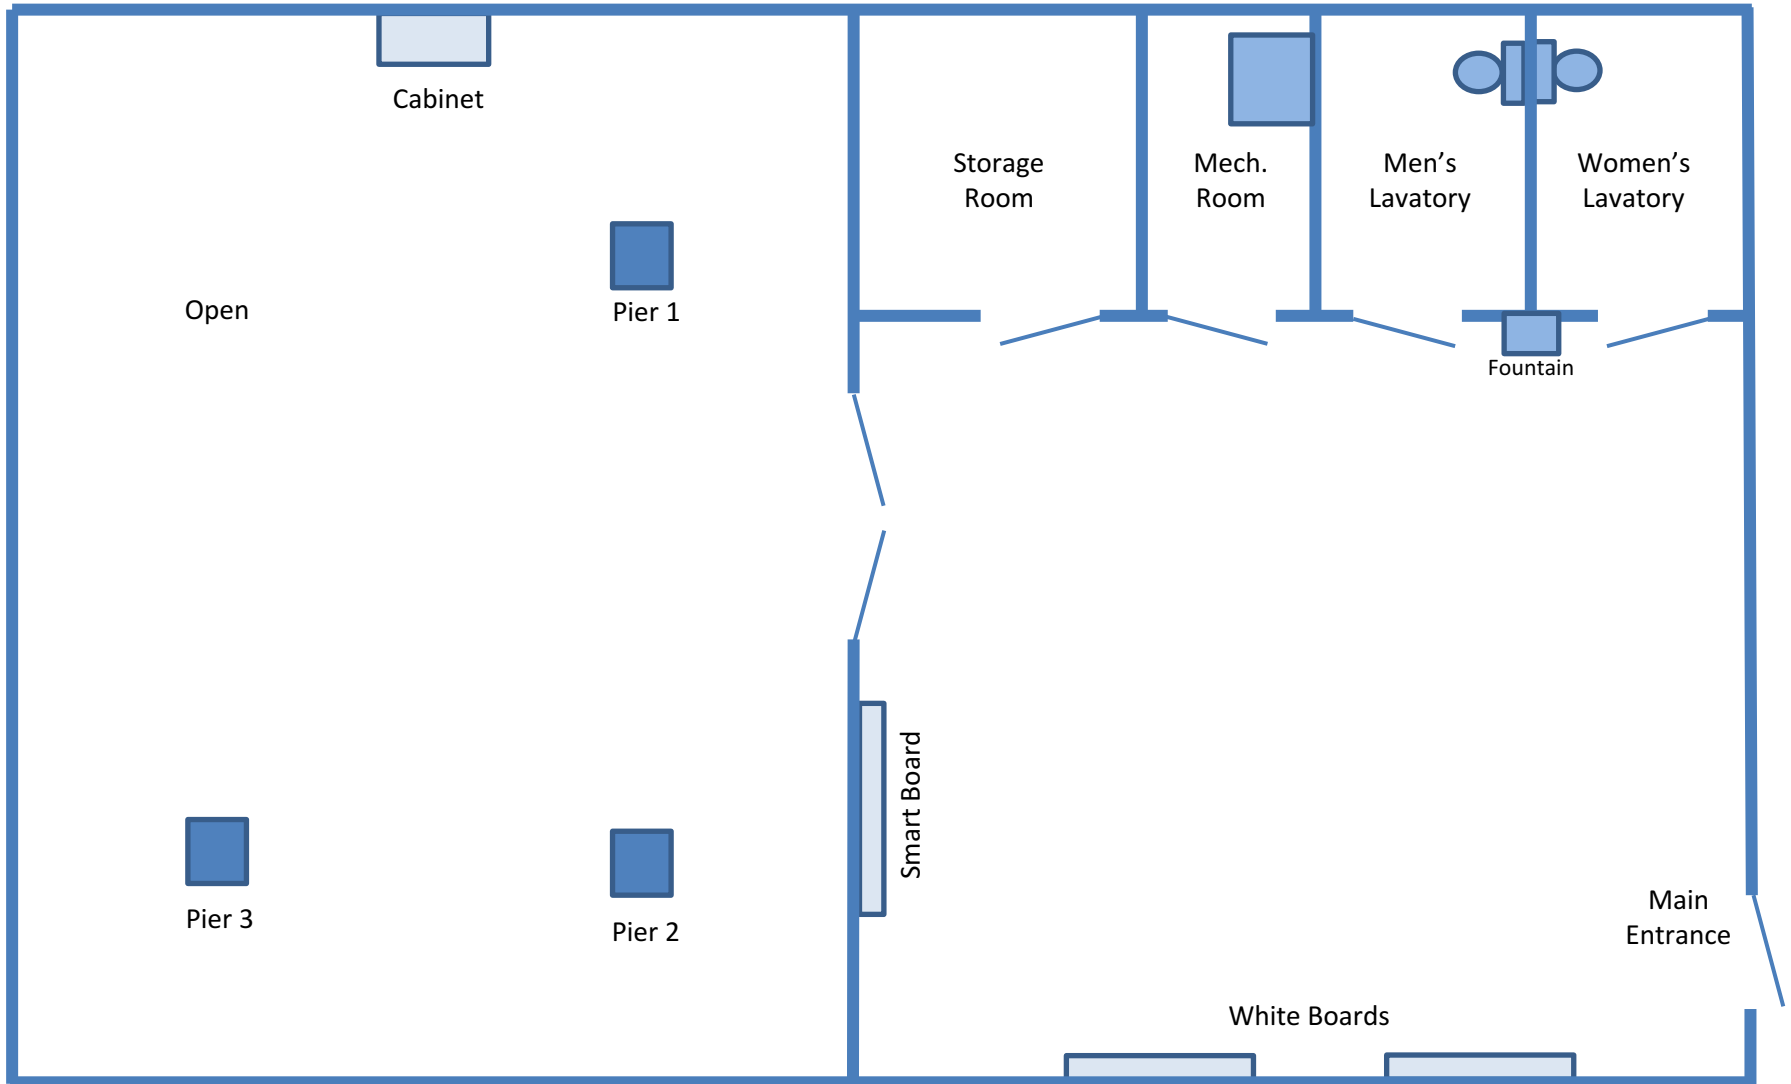 Cabinet
Storage
Room
Mech.
Room
Men’s
Lavatory
Women’s
Lavatory
Open
Pier 1
Fountain
Smart Board
Pier 3
Pier 2
Main
Entrance
White Boards